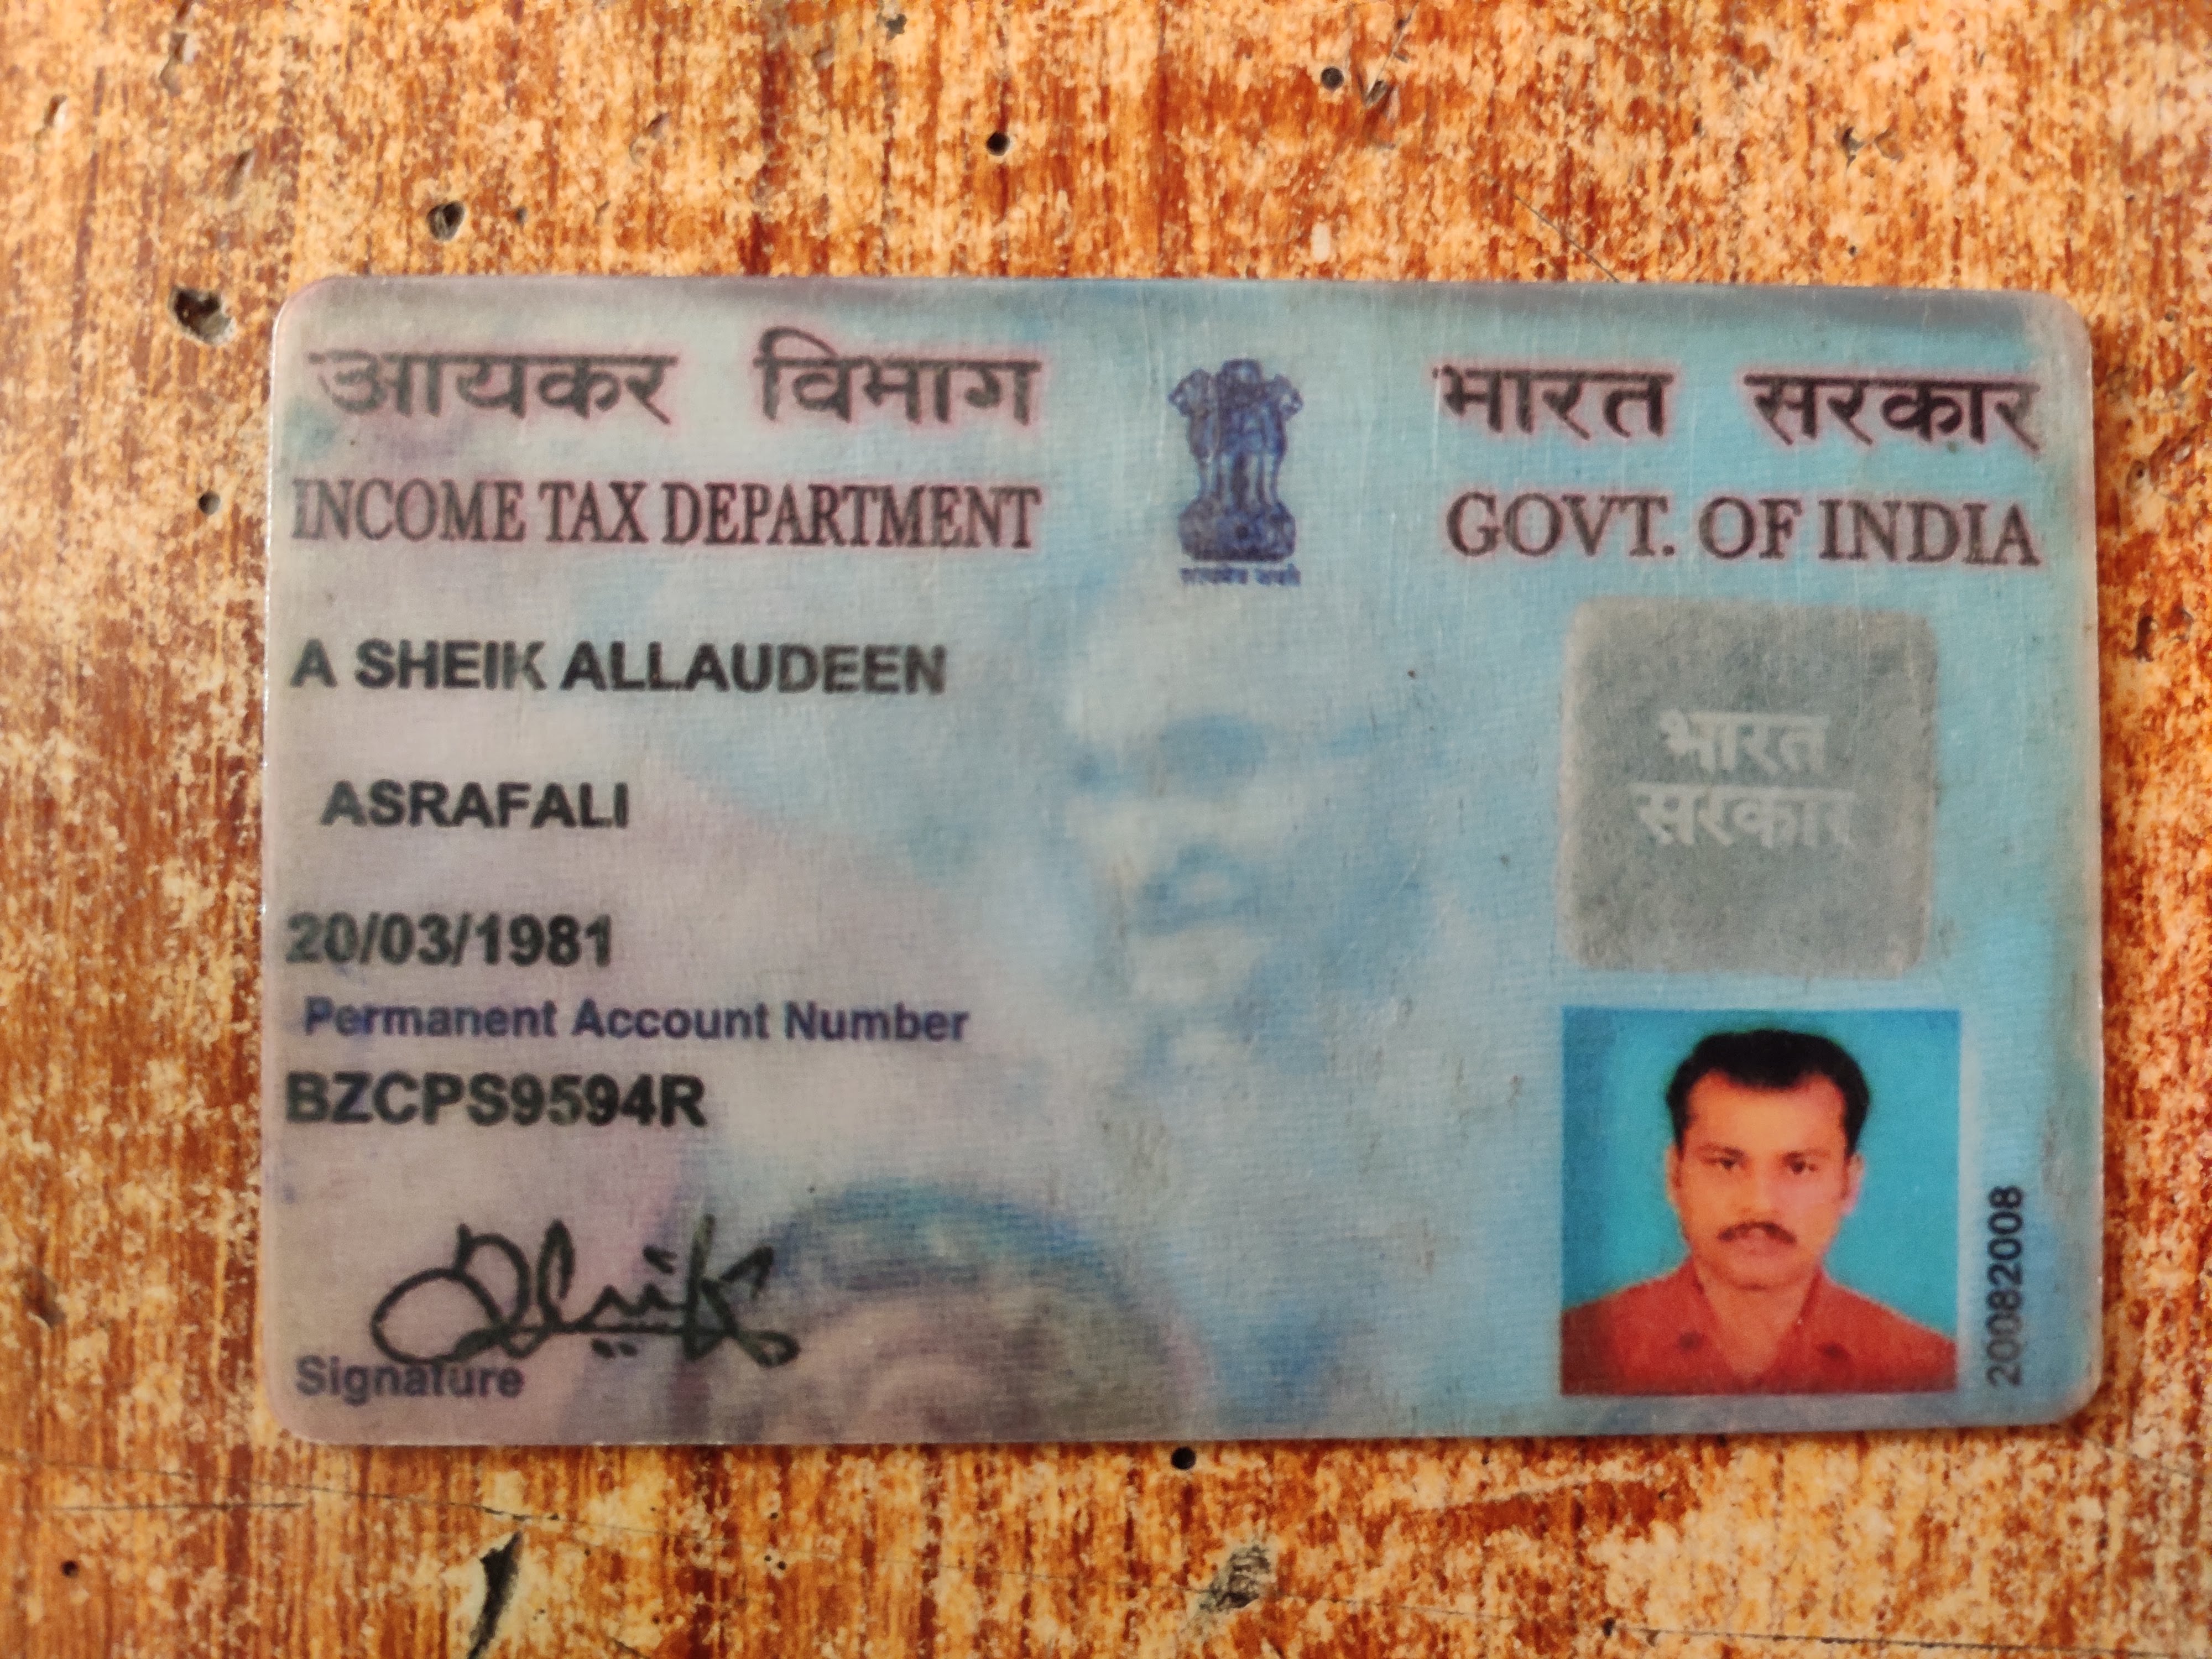 आयकर विभाग
INCOME TAX DEPARTMENT
भारत सरकार
GOVT. OF INDIA
A SHEIK ALLAUDEEN
ASRAFALI
20/03/1981
Permanent Account Number
BZCPS9594R
Signature
भारत
सरकार
20082008